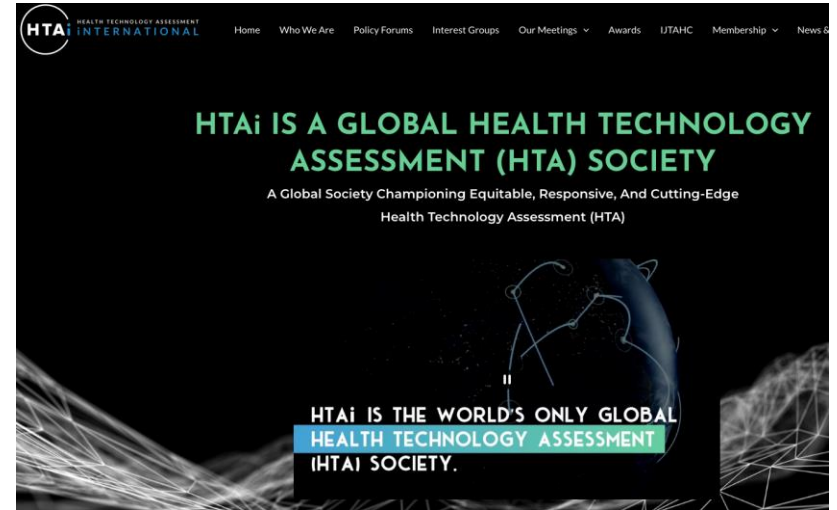 HTAi HEALTH TECHNOLOGY ASSESSMENT
INTERNATIONAL
Home Who We Are Policy Forums Interest Groups Our Meetings Awards IJTAHC Membership News &
HTAi IS A GLOBAL HEALTH TECHNOLOGY
ASSESSMENT (HTA) SOCIETY
A Global Society Championing Equitable, Responsive, And Cutting-Edge
Health Technology Assessment (HTA)
"
HTAi IS THE WORLD'S ONLY GLOBAL
HEALTH TECHNOLOGY ASSESSMENT
(HTA) SOCIETY.